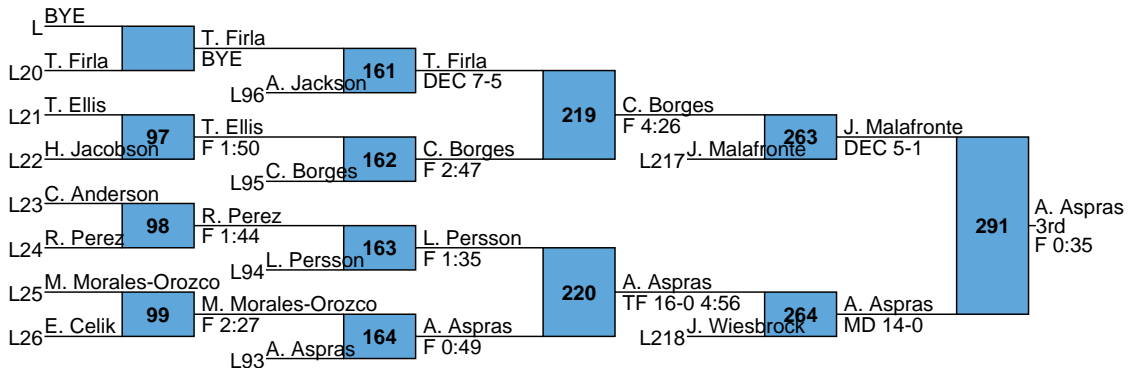 L BYE
L20 T. Firla
T. Firla
BYE
L96 A. Jackson
161
T. Firla
DEC 7-5
L21 T. Ellis
97
L22 H. Jacobson
T. Ellis
F 1:50
162
L95 C. Borges
C. Borges
F 2:47
219
C. Borges
F 4:26
L217 J. Malafronte
263
J. Malafronte
DEC 5-1
L23 C. Anderson
98
L24 R. Perez
R. Perez
F 1:44
163
L94 L. Persson
L. Persson
F 1:35
L25 M. Morales-Orozco
99
L26 E. Celik
M. Morales-Orozco
F 2:27
164
L93 A. Aspras
A. Aspras
F 0:49
220
A. Aspras
TF 16-0 4:56
L218 J. Wiesbrock
264
A. Aspras
MD 14-0
291
A. Aspras
3rd
F 0:35